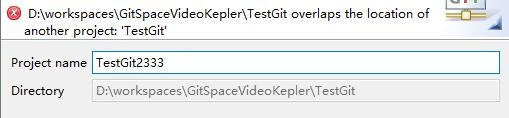 D:\workspaces\GitSpaceVideoKepler\TestGit overlaps the location of
another project: 'TestGit'
Project name TestGit2333
Directory D:\workspaces\GitSpaceVideoKepler\TestGit